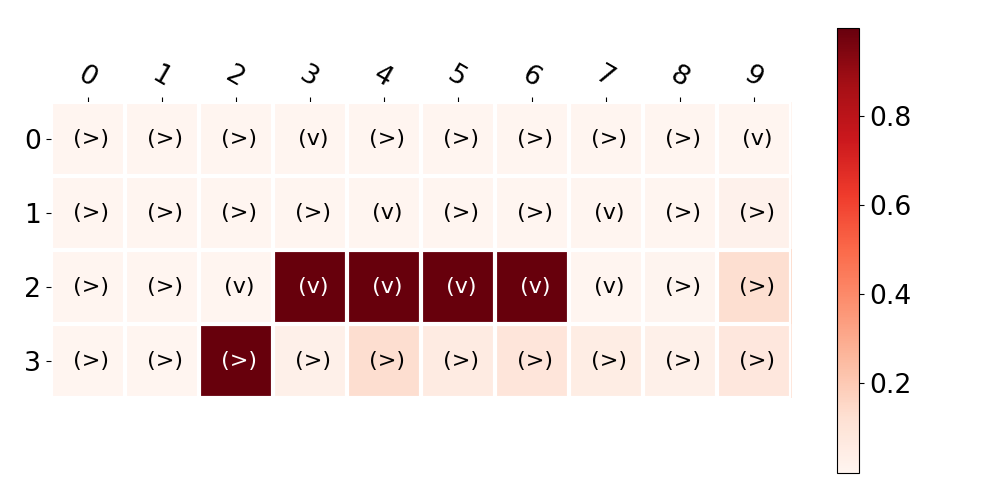 0 1 2 3 4 5 6 7 8 9
0 (>) (>) (>) (v) (>) (>) (>) (>) (>) (v)
1 (>) (>) (>) (>) (v) (>) (>) (v) (>) (>)
2 (>) (>) (v) (v) (v) (v) (v) (v) (>) (>)
3 (>) (>) (>) (>) (>) (>) (>) (>) (>) (>)
0.8
0.6
0.4
0.2